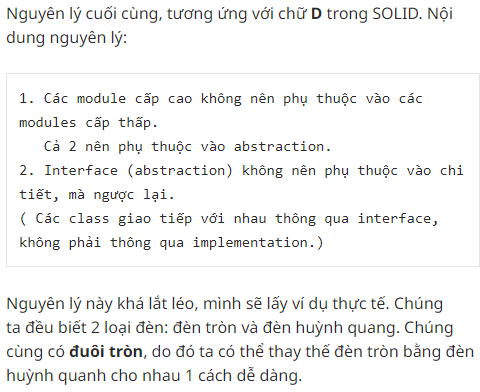 Nguyên lý cuối cùng, tương ứng với chữ D trong SOLID. Nội
dung nguyên lý:
1. Các module cấp cao không nên phụ thuộc vào các
modules cấp thấp.
Cả 2 nên phụ thuộc vào abstraction.
2. Interface (abstraction) không nên phụ thuộc vào chi
tiết, mà ngược lại.
( Các class giao tiếp với nhau thông qua interface,
không phải thông qua implementation.)
Nguyên lý này khá lắt léo, mình sẽ lấy ví dụ thực tế. Chúng
ta đều biết 2 loại đèn: đèn tròn và đèn huỳnh quang. Chúng
cùng có đuôi tròn, do đó ta có thể thay thế đèn tròn bằng đèn
huỳnh quanh cho nhau 1 cách dễ dàng.